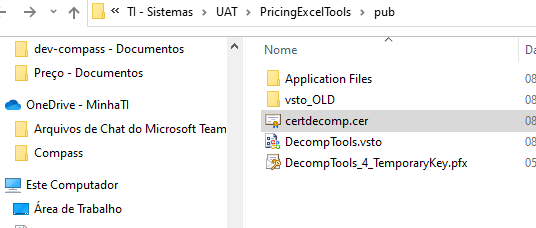 « TI - Sistemas > UAT > PricingExcelTools > pub
dev-compass - Documentos
Preço - Documentos
OneDrive - MinhaTI
Arquivos de Chat do Microsoft Team
Compass
Este Computador
Área de Trabalho
Nome
Application Files
vsto_OLD
certdecomp.cer
DecompTools.vsto
DecompTools_4_TemporaryKey.pfx
D
08
08
08
08
05